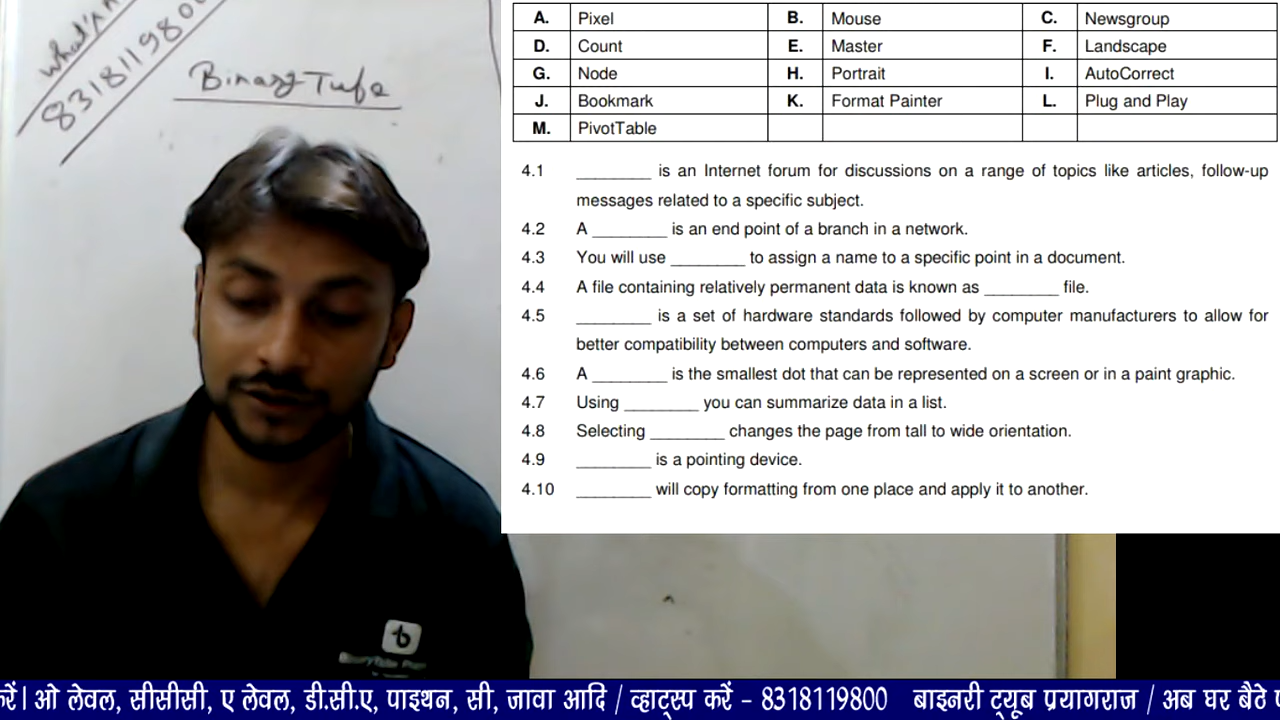 what's
8318119800
BinaryTube
A. Pixel B. Mouse C. Newsgroup
D. Count E. Master F. Landscape
G. Node H. Portrait I. AutoCorrect
J. Bookmark K. Format Painter L. Plug and Play
M. PivotTable
4.1 ________ is an Internet forum for discussions on a range of topics like articles, follow-up
messages related to a specific subject.
4.2 A ________ is an end point of a branch in a network.
4.3 You will use ________ to assign a name to a specific point in a document.
4.4 A file containing relatively permanent data is known as ________ file.
4.5 ________ is a set of hardware standards followed by computer manufacturers to allow for
better compatibility between computers and software.
4.6 A ________ is the smallest dot that can be represented on a screen or in a paint graphic.
4.7 Using ________ you can summarize data in a list.
4.8 Selecting ________ changes the page from tall to wide orientation.
4.9 ________ is a pointing device.
4.10 ________ will copy formatting from one place and apply it to another.
करें। ओ लेवल, सीसीसी, ए लेवल, डी.सी.ए, पाइथन, सी, जावा आदि / व्हाट्स्प करें - 8318119800 बाइनरी ट्यूब प्रयागराज / अब घर बैठे